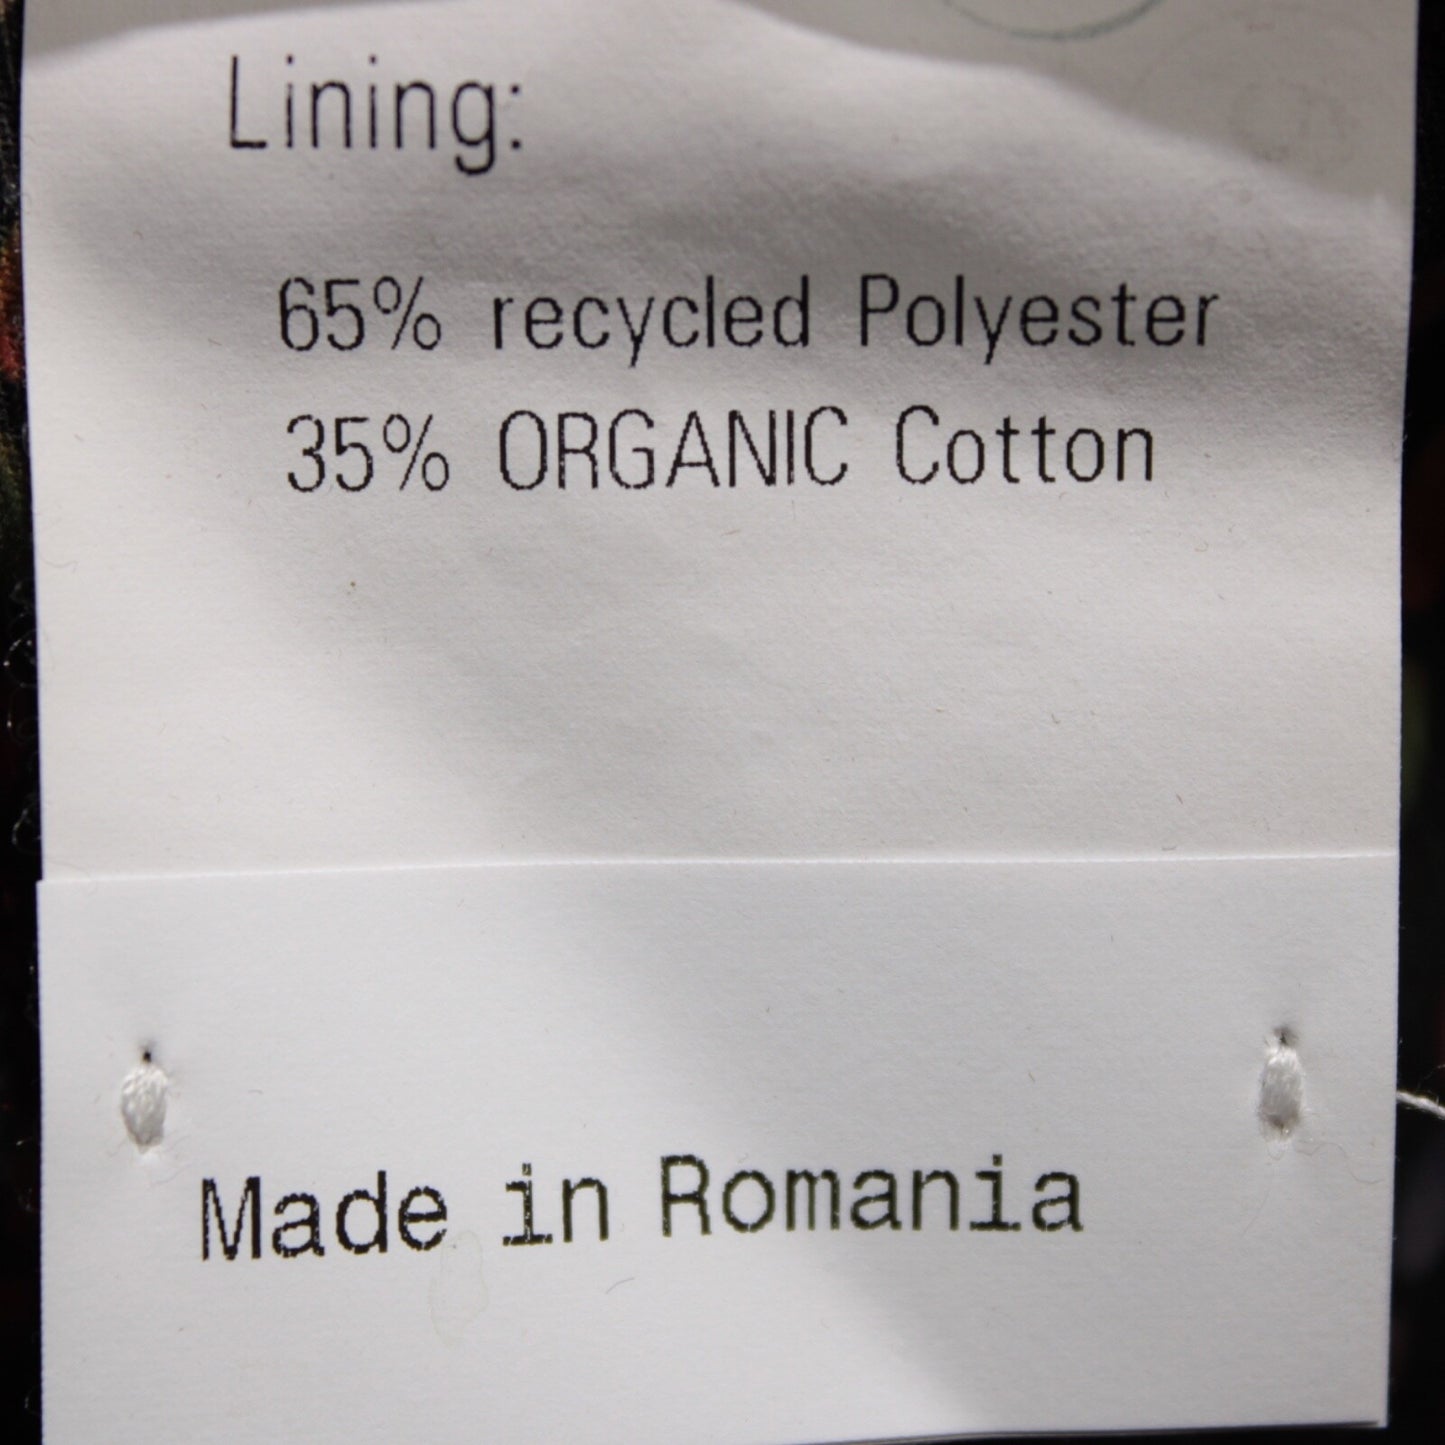 Lining:
65% recycled Polyester
35% ORGANIC Cotton
Made in Romania